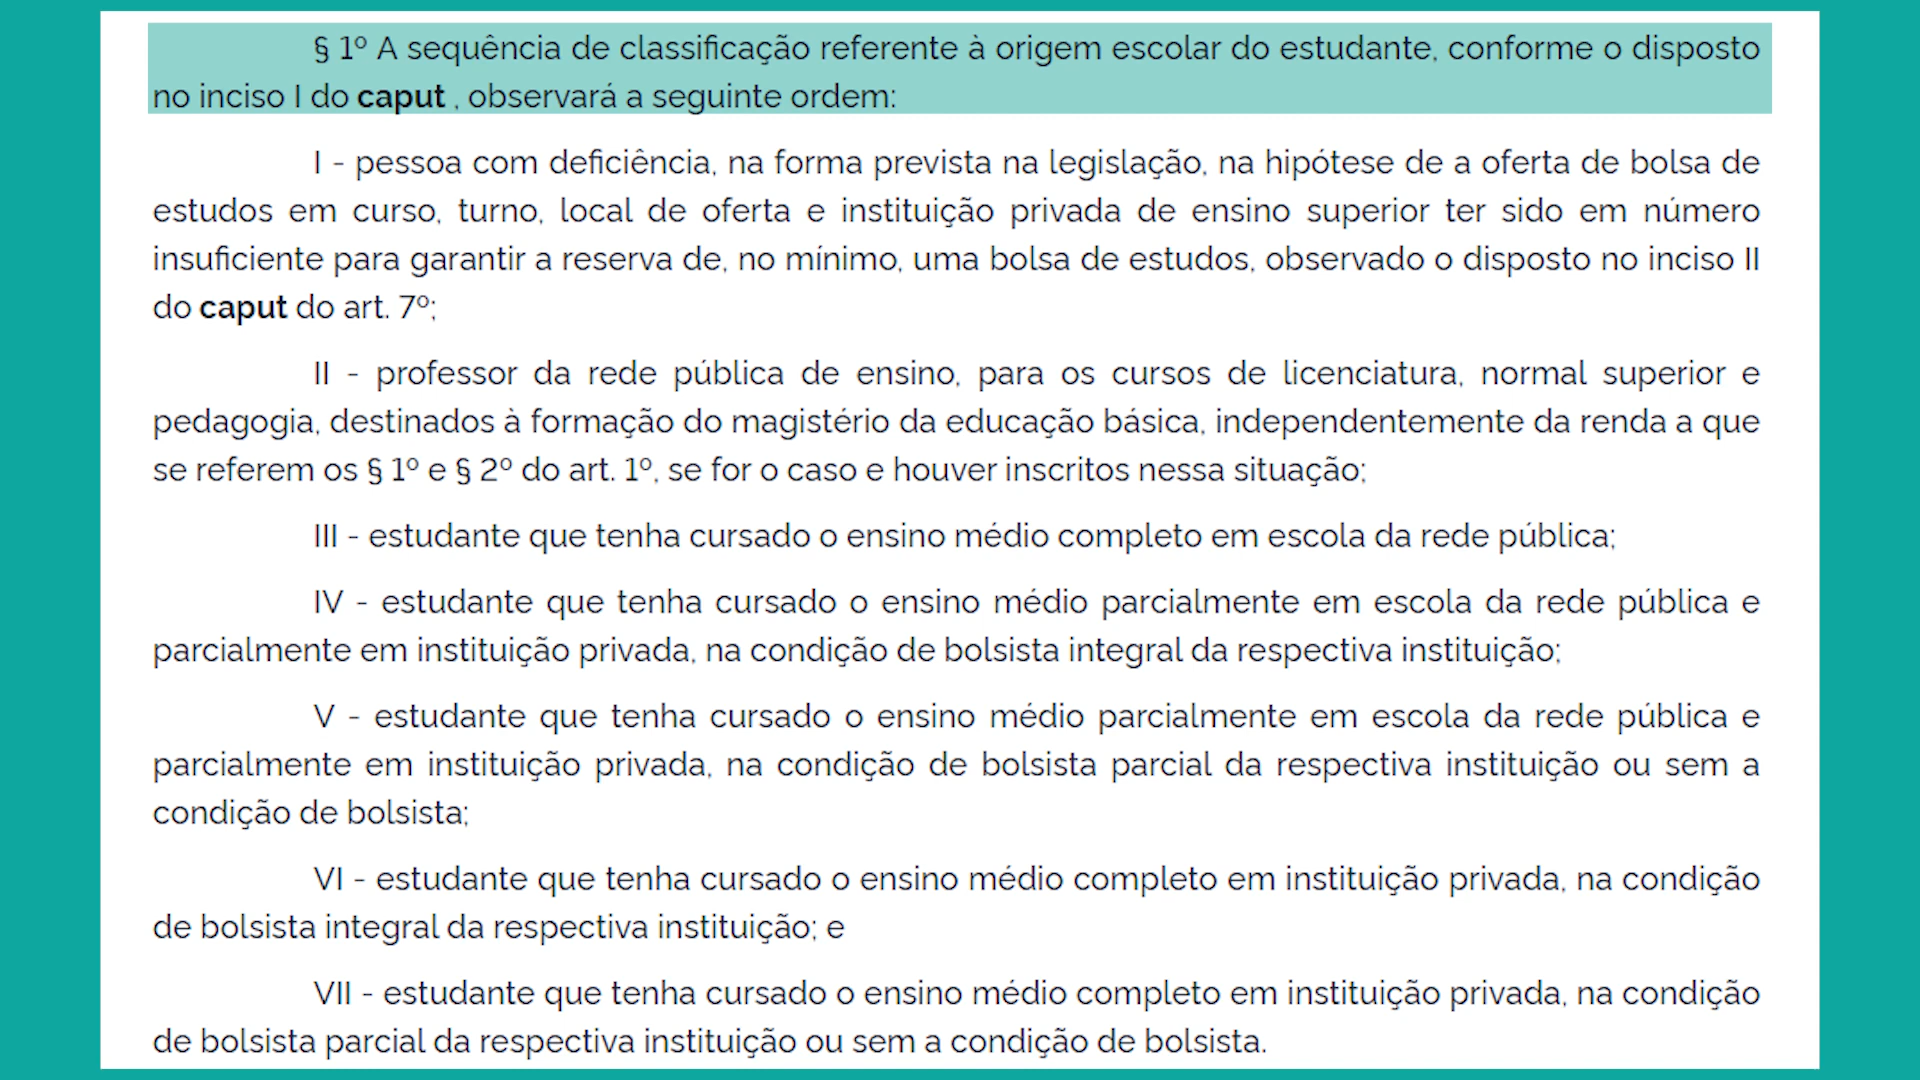 § 1º A sequência de classificação referente à origem escolar do estudante, conforme o disposto
no inciso I do caput , observará a seguinte ordem:
I - pessoa com deficiência, na forma prevista na legislação, na hipótese de a oferta de bolsa de
estudos em curso, turno, local de oferta e instituição privada de ensino superior ter sido em número
insuficiente para garantir a reserva de, no mínimo, uma bolsa de estudos, observado o disposto no inciso II
do caput do art. 7º;
II - professor da rede pública de ensino, para os cursos de licenciatura, normal superior e
pedagogia, destinados à formação do magistério da educação básica, independentemente da renda a que
se referem os § 1º e § 2º do art. 1º, se for o caso e houver inscritos nessa situação;
III - estudante que tenha cursado o ensino médio completo em escola da rede pública;
IV - estudante que tenha cursado o ensino médio parcialmente em escola da rede pública e
parcialmente em instituição privada, na condição de bolsista integral da respectiva instituição;
V - estudante que tenha cursado o ensino médio parcialmente em escola da rede pública e
parcialmente em instituição privada, na condição de bolsista parcial da respectiva instituição ou sem a
condição de bolsista;
VI - estudante que tenha cursado o ensino médio completo em instituição privada, na condição
de bolsista integral da respectiva instituição; e
VII - estudante que tenha cursado o ensino médio completo em instituição privada, na condição
de bolsista parcial da respectiva instituição ou sem a condição de bolsista.